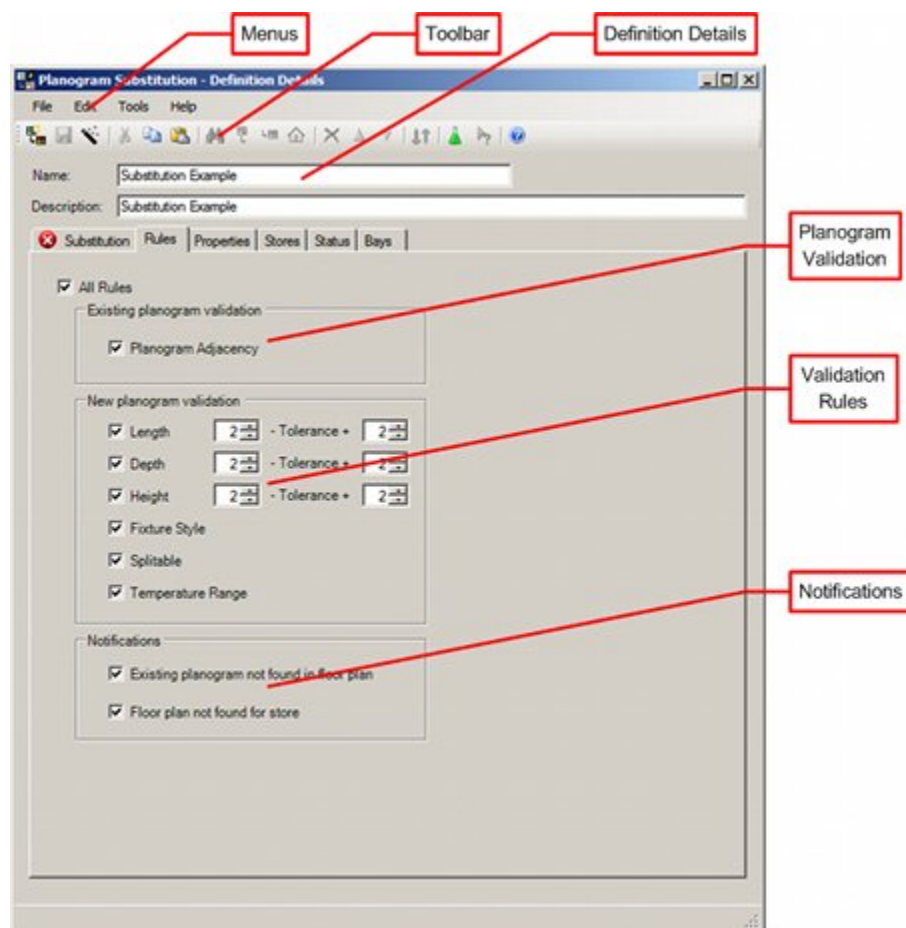 Menus
Toolbar
Definition Details
Planogram Substitution - Definition Details
File Edit Tools Help
Name: Substitution Example
Description: Substitution Example
Substitution Rules Properties Stores Status Bays
Planogram
Validation
All Rules
Existing planogram validation
Planogram Adjacency
Validation
Rules
New planogram validation
Length 2 - Tolerance + 2
Depth 2 - Tolerance + 2
Height 2 - Tolerance + 2
Fixture Style
Splitable
Temperature Range
Notifications
Notifications
Existing planogram not found in floor plan
Floor plan not found for store